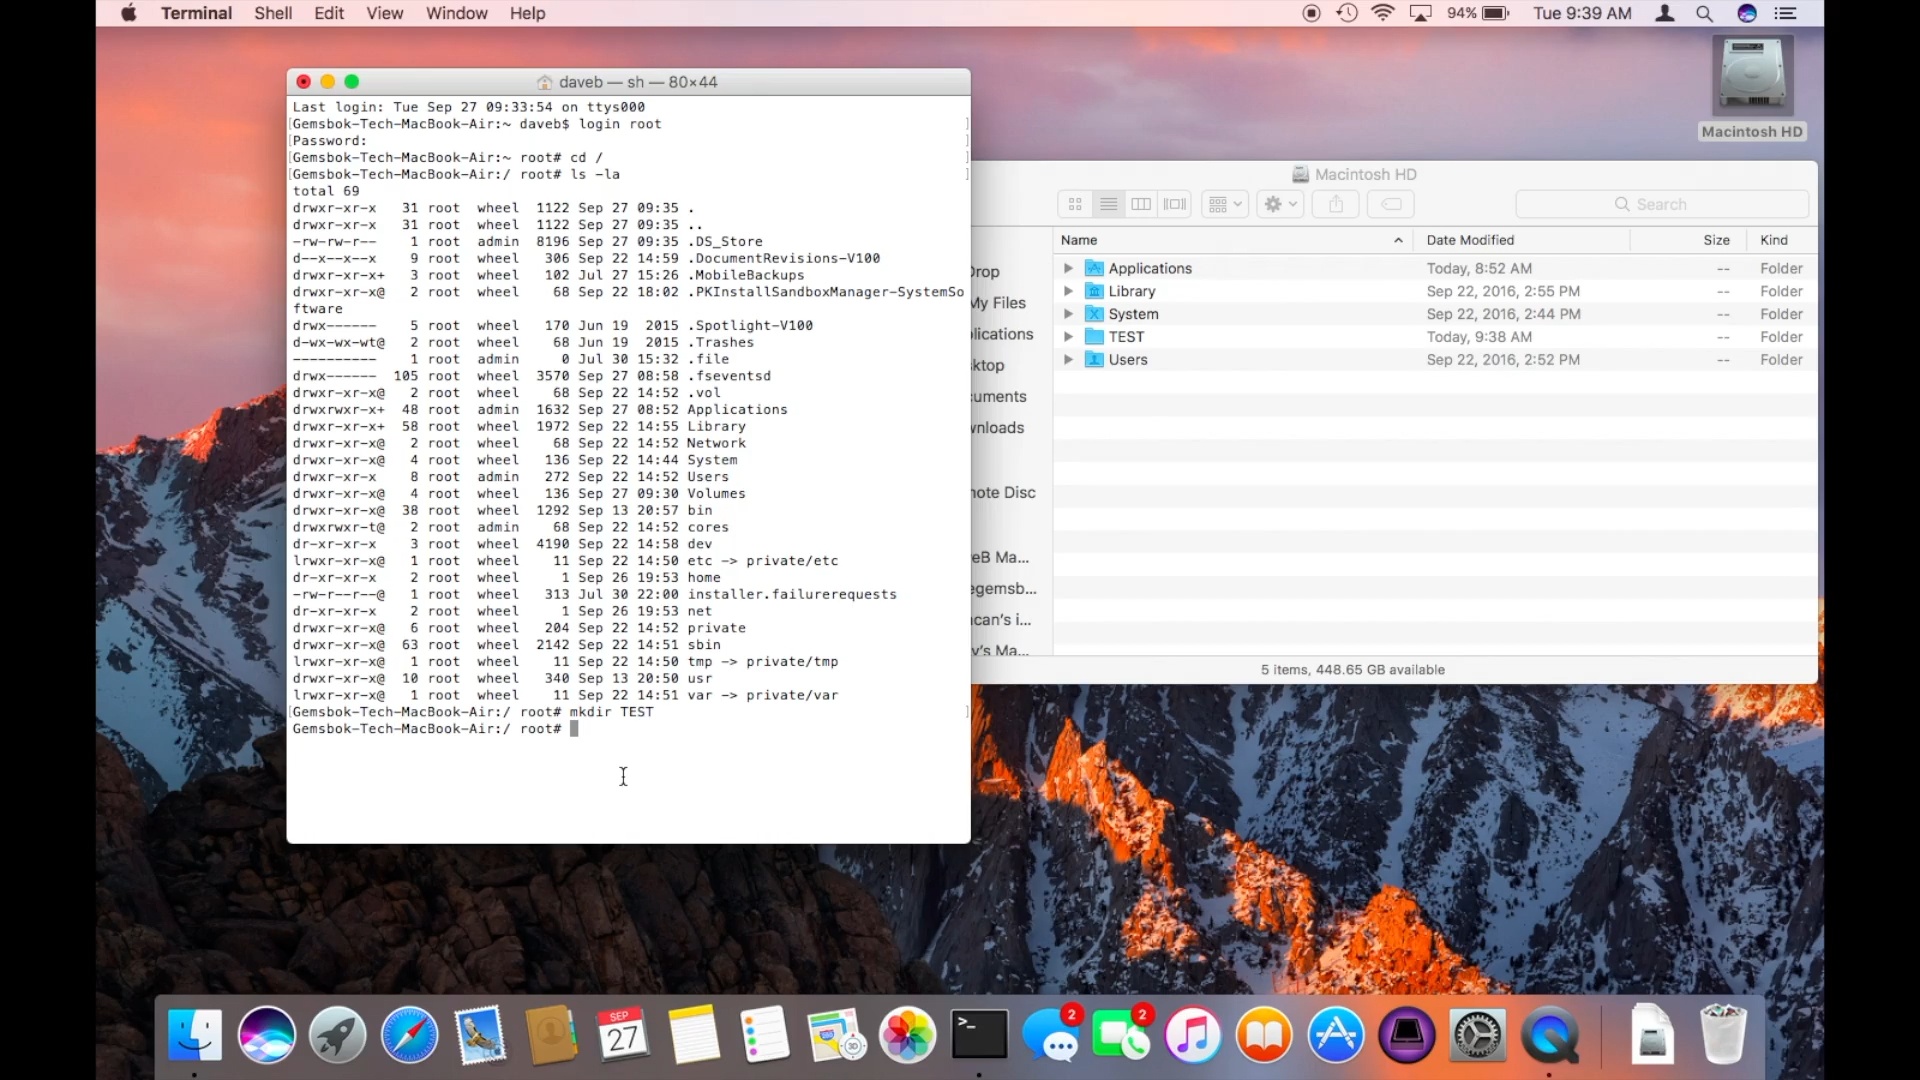 Terminal Shell Edit View Window Help 94% Tue 9:39 AM
Macintosh HD
daveb — sh — 80×44
Last login: Tue Sep 27 09:33:54 on ttys000
[Gemsbok-Tech-MacBook-Air:~ daveb$ login root ]
[Password: ]
[Gemsbok-Tech-MacBook-Air:~ root# cd / ]
[Gemsbok-Tech-MacBook-Air:/ root# ls -la ]
total 69
drwxr-xr-x 31 root wheel 1122 Sep 27 09:35 .
drwxr-xr-x 31 root wheel 1122 Sep 27 09:35 ..
-rw-rw-r-- 1 root admin 8196 Sep 27 09:35 .DS_Store
d--x--x--x 9 root wheel 306 Sep 22 14:59 .DocumentRevisions-V100
drwxr-xr-x+ 3 root wheel 102 Jul 27 15:26 .MobileBackups
drwxr-xr-x@ 2 root wheel 68 Sep 22 18:02 .PKInstallSandboxManager-SystemSo
ftware
drwx------ 5 root wheel 170 Jun 19 2015 .Spotlight-V100
d-wx-wx-wt@ 2 root wheel 68 Jun 19 2015 .Trashes
---------- 1 root admin 0 Jul 30 15:32 .file
drwx------ 105 root wheel 3570 Sep 27 08:58 .fseventsd
drwxr-xr-x@ 2 root wheel 68 Sep 22 14:52 .vol
drwxrwxr-x+ 48 root admin 1632 Sep 27 08:52 Applications
drwxr-xr-x+ 58 root wheel 1972 Sep 22 14:55 Library
drwxr-xr-x@ 2 root wheel 68 Sep 22 14:52 Network
drwxr-xr-x@ 4 root wheel 136 Sep 22 14:44 System
drwxr-xr-x 8 root admin 272 Sep 22 14:52 Users
drwxr-xr-x@ 4 root wheel 136 Sep 27 09:30 Volumes
drwxr-xr-x@ 38 root wheel 1292 Sep 13 20:57 bin
drwxrwxr-t@ 2 root admin 68 Sep 22 14:52 cores
dr-xr-xr-x 3 root wheel 4190 Sep 22 14:58 dev
lrwxr-xr-x@ 1 root wheel 11 Sep 22 14:50 etc -> private/etc
dr-xr-xr-x 2 root wheel 1 Sep 26 19:53 home
-rw-r--r--@ 1 root wheel 313 Jul 30 22:00 installer.failurerequests
dr-xr-xr-x 2 root wheel 1 Sep 26 19:53 net
drwxr-xr-x@ 6 root wheel 204 Sep 22 14:52 private
drwxr-xr-x@ 63 root wheel 2142 Sep 22 14:51 sbin
lrwxr-xr-x@ 1 root wheel 11 Sep 22 14:50 tmp -> private/tmp
drwxr-xr-x@ 10 root wheel 340 Sep 13 20:50 usr
lrwxr-xr-x@ 1 root wheel 11 Sep 22 14:51 var -> private/var
[Gemsbok-Tech-MacBook-Air:/ root# mkdir TEST ]
Gemsbok-Tech-MacBook-Air:/ root#
Macintosh HD
Search
Name Date Modified Size Kind
Applications Today, 8:52 AM -- Folder
Library Sep 22, 2016, 2:55 PM -- Folder
System Sep 22, 2016, 2:44 PM -- Folder
TEST Today, 9:38 AM -- Folder
Users Sep 22, 2016, 2:52 PM -- Folder
rop
My Files
plications
ktop
cuments
wnloads
note Disc
eB Ma...
egemsb...
can's i...
y's Ma...
5 items, 448.65 GB available
SEP
27
3D
>_
2
2